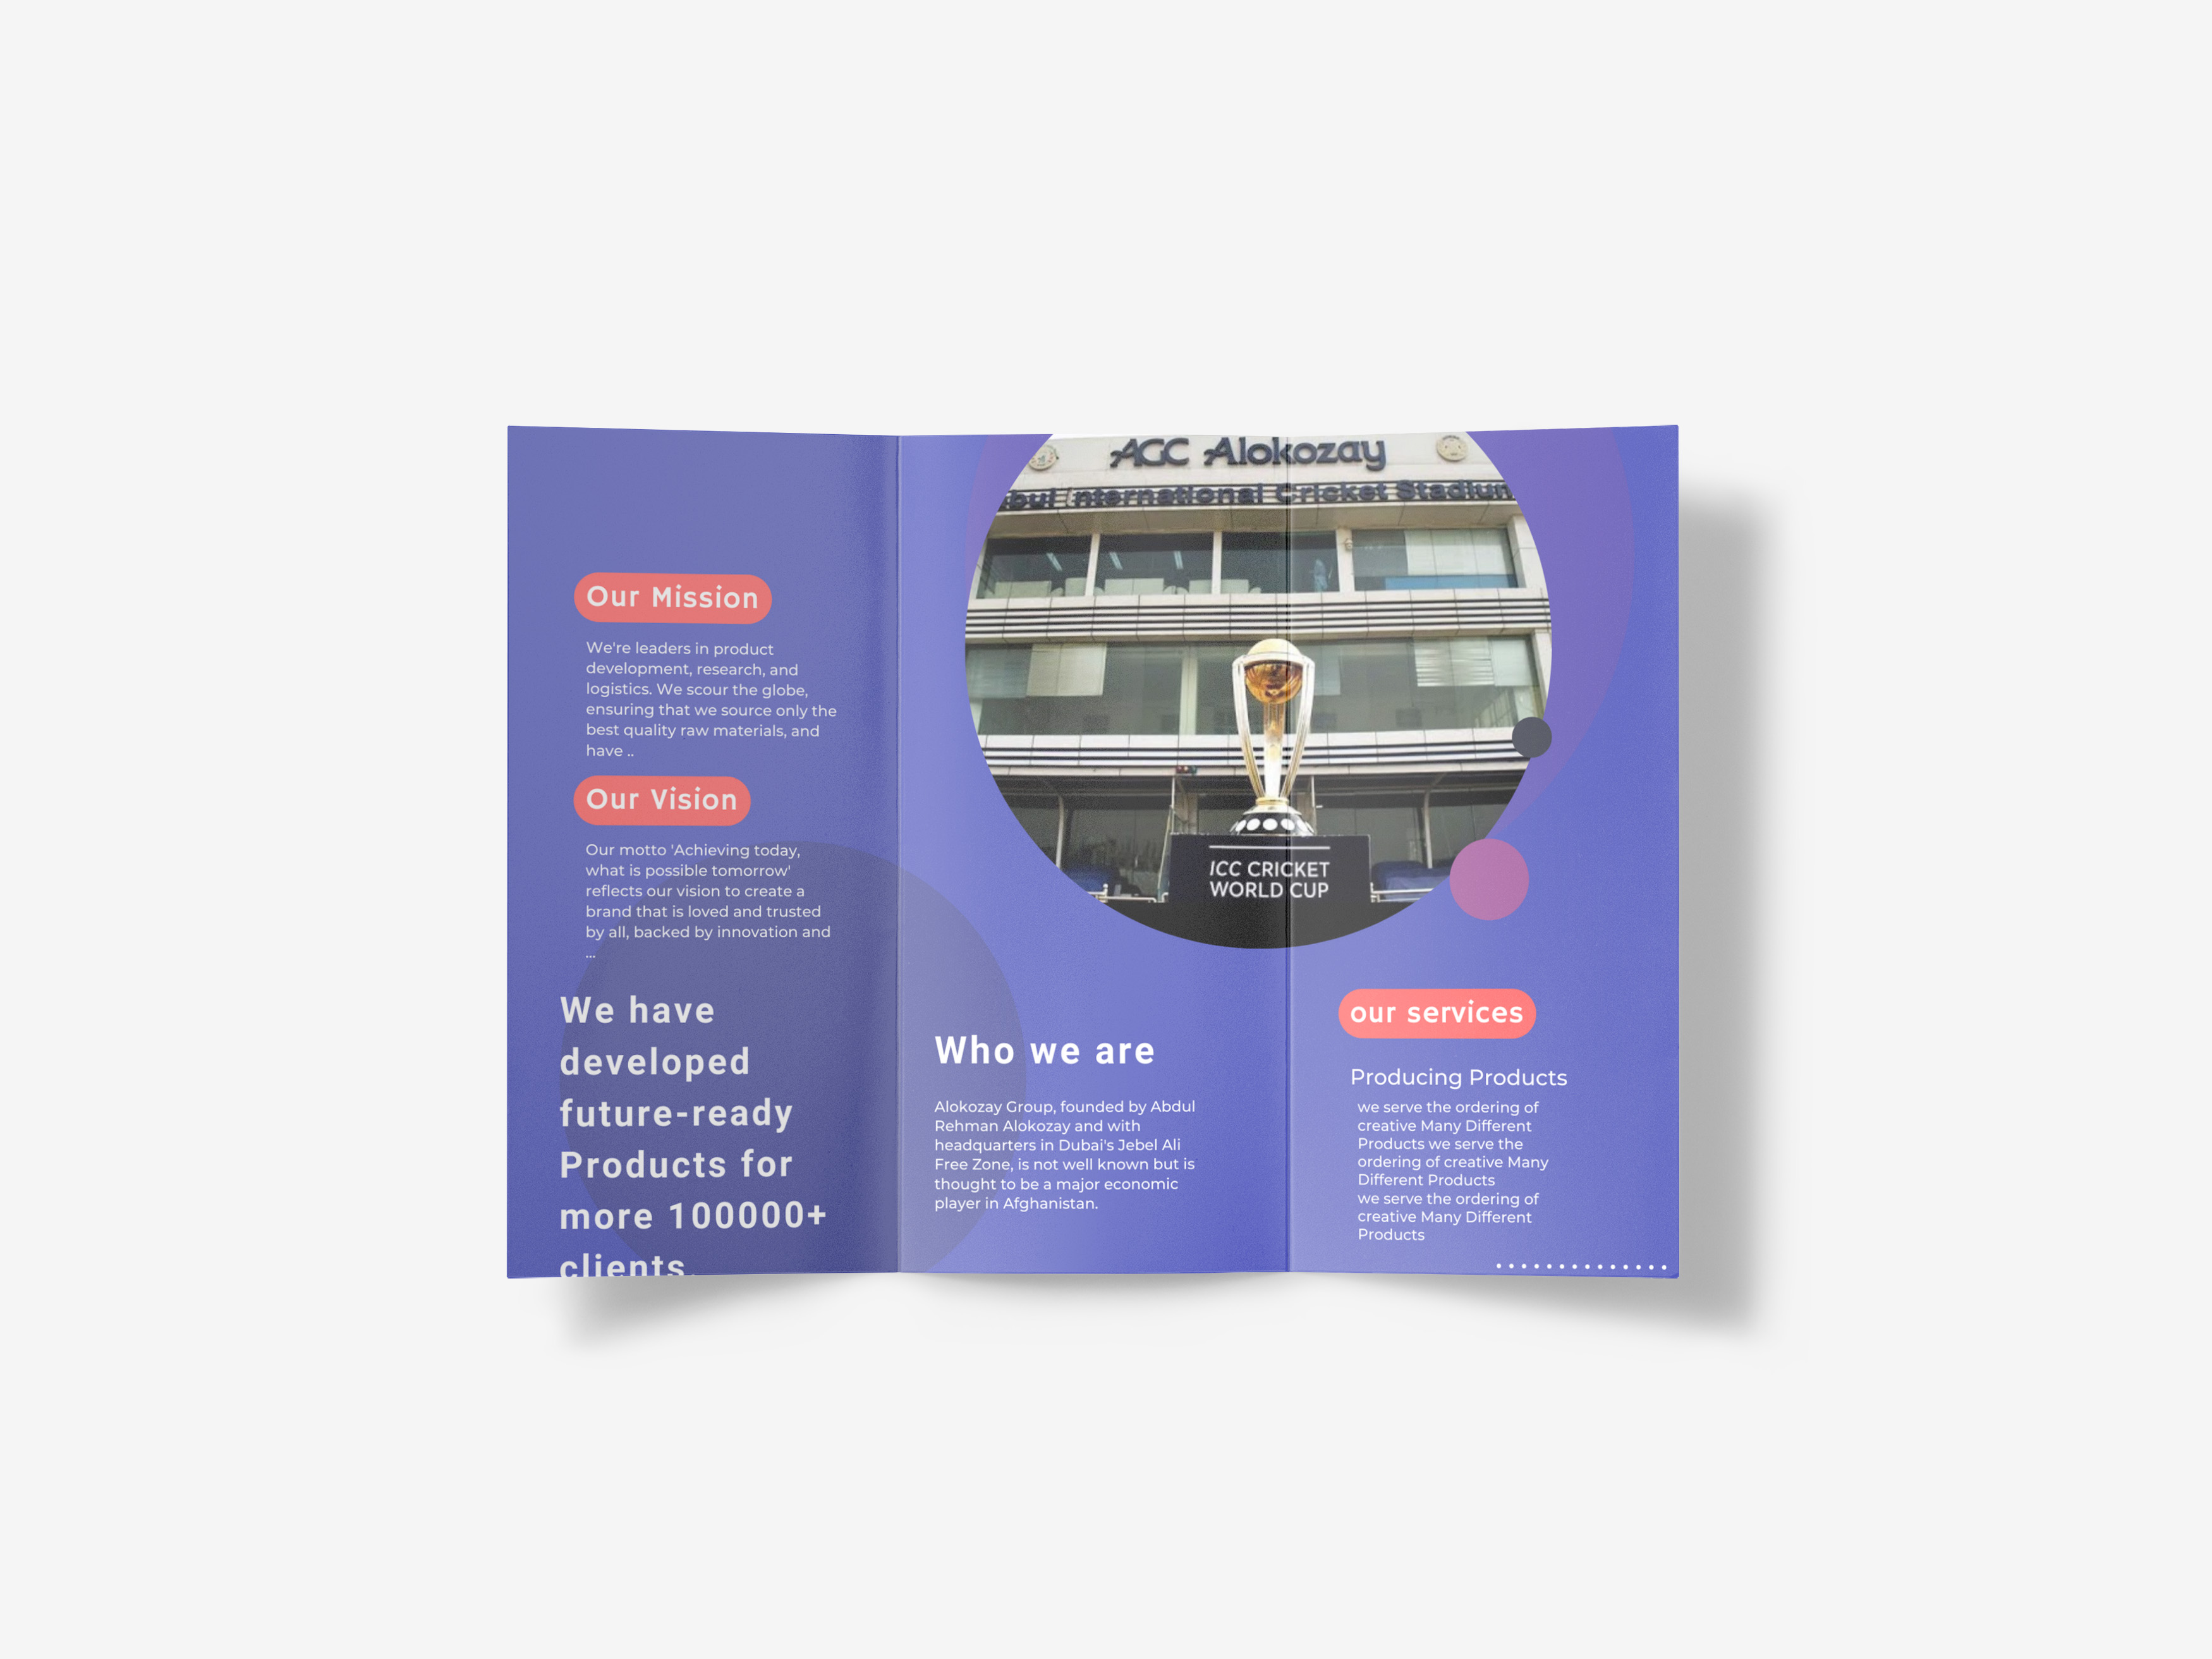 Our Mission
We're leaders in product
development, research, and
logistics. We scour the globe,
ensuring that we source only the
best quality raw materials, and
have ..
Our Vision
Our motto 'Achieving today,
what is possible tomorrow'
reflects our vision to create a
brand that is loved and trusted
by all, backed by innovation and
...
We have
developed
future-ready
Products for
more 100000+
clients.
AGC Alokozay
bul International Cricket Stadium
ICC CRICKET
WORLD CUP
Who we are
Alokozay Group, founded by Abdul
Rehman Alokozay and with
headquarters in Dubai's Jebel Ali
Free Zone, is not well known but is
thought to be a major economic
player in Afghanistan.
our services
Producing Products
we serve the ordering of
creative Many Different
Products we serve the
ordering of creative Many
Different Products
we serve the ordering of
creative Many Different
Products